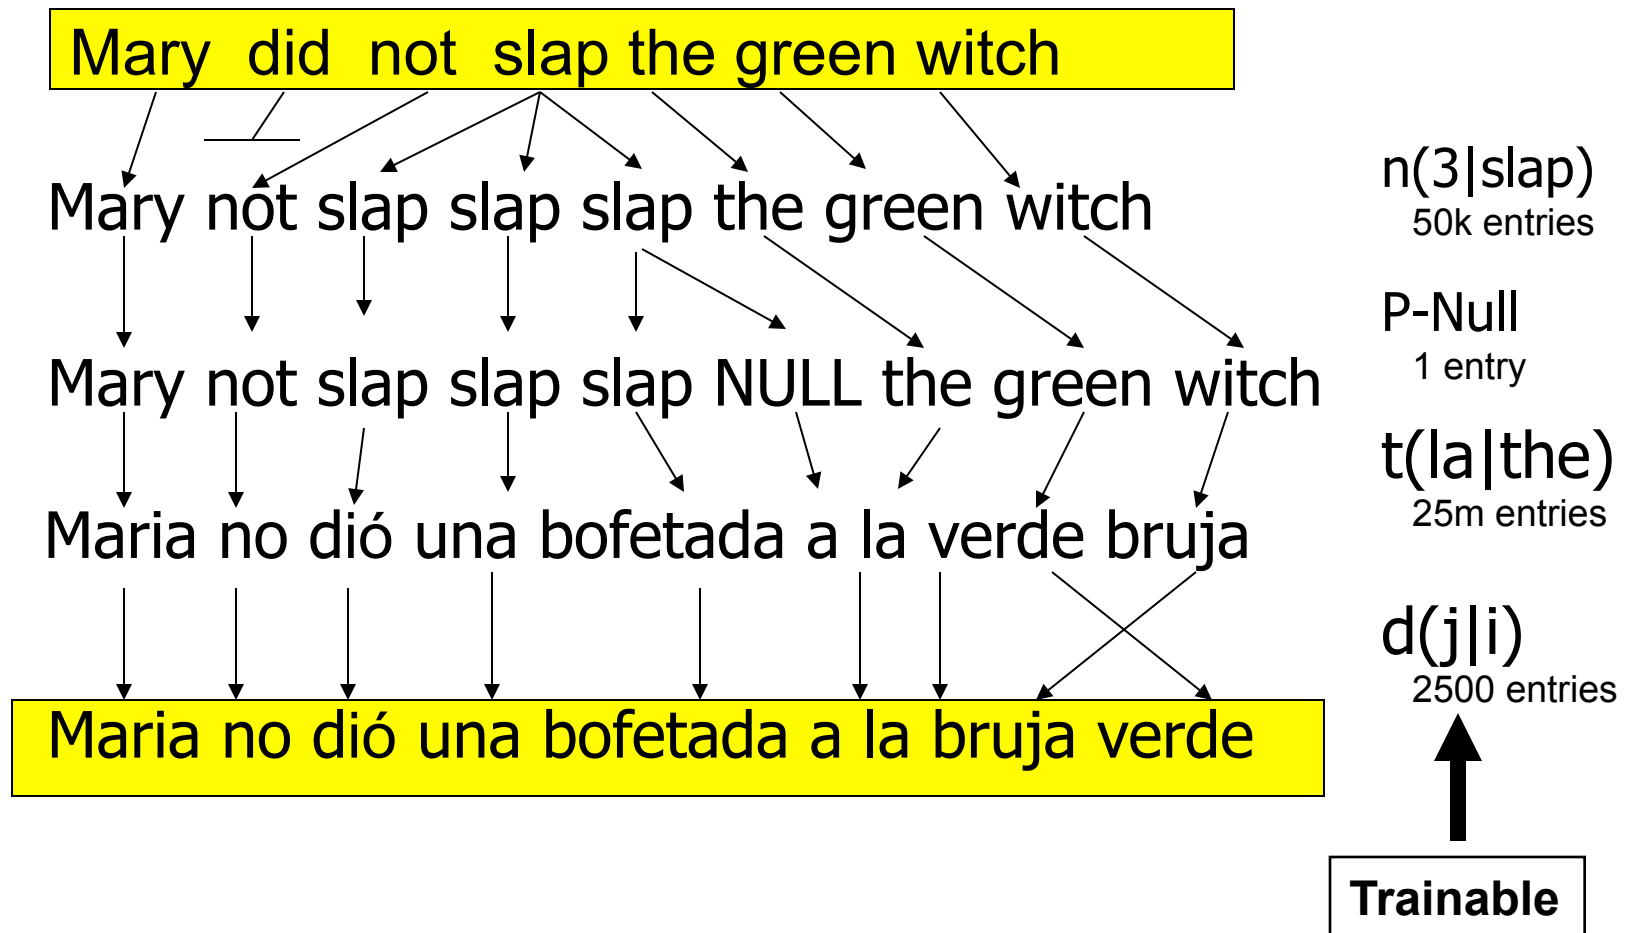 Mary did not slap the green witch
Mary not slap slap slap the green witch
Mary not slap slap slap NULL the green witch
Maria no dió una bofetada a la verde bruja
Maria no dió una bofetada a la bruja verde
n(3|slap)
50k entries
P-Null
1 entry
t(la|the)
25m entries
d(j|i)
2500 entries
Trainable